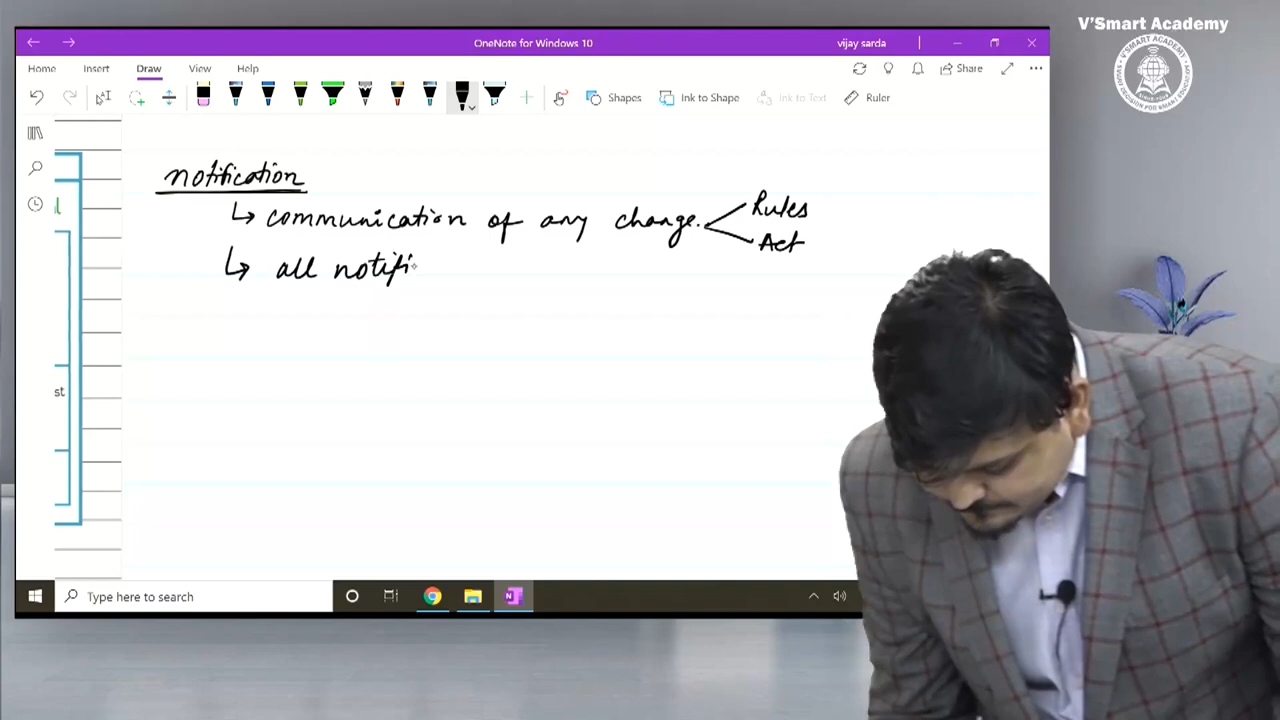 V'Smart Academy
OneNote for Windows 10
vijay sarda
Home Insert Draw View Help
Share
Shapes Ink to Shape Ink to Text Ruler
notification
↳ communication of any change. Rules
Act
↳ all notifi
st
Type here to search